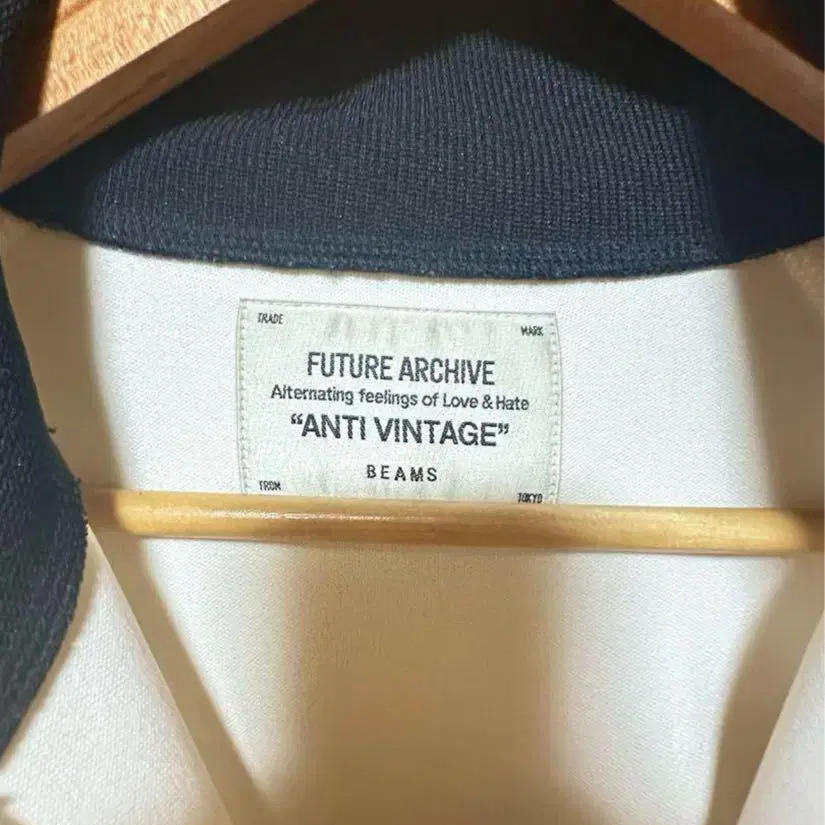 TRADE MARK
FUTURE ARCHIVE
Alternating feelings of Love & Hate
“ANTI VINTAGE”
BEAMS
FROM TOKYO